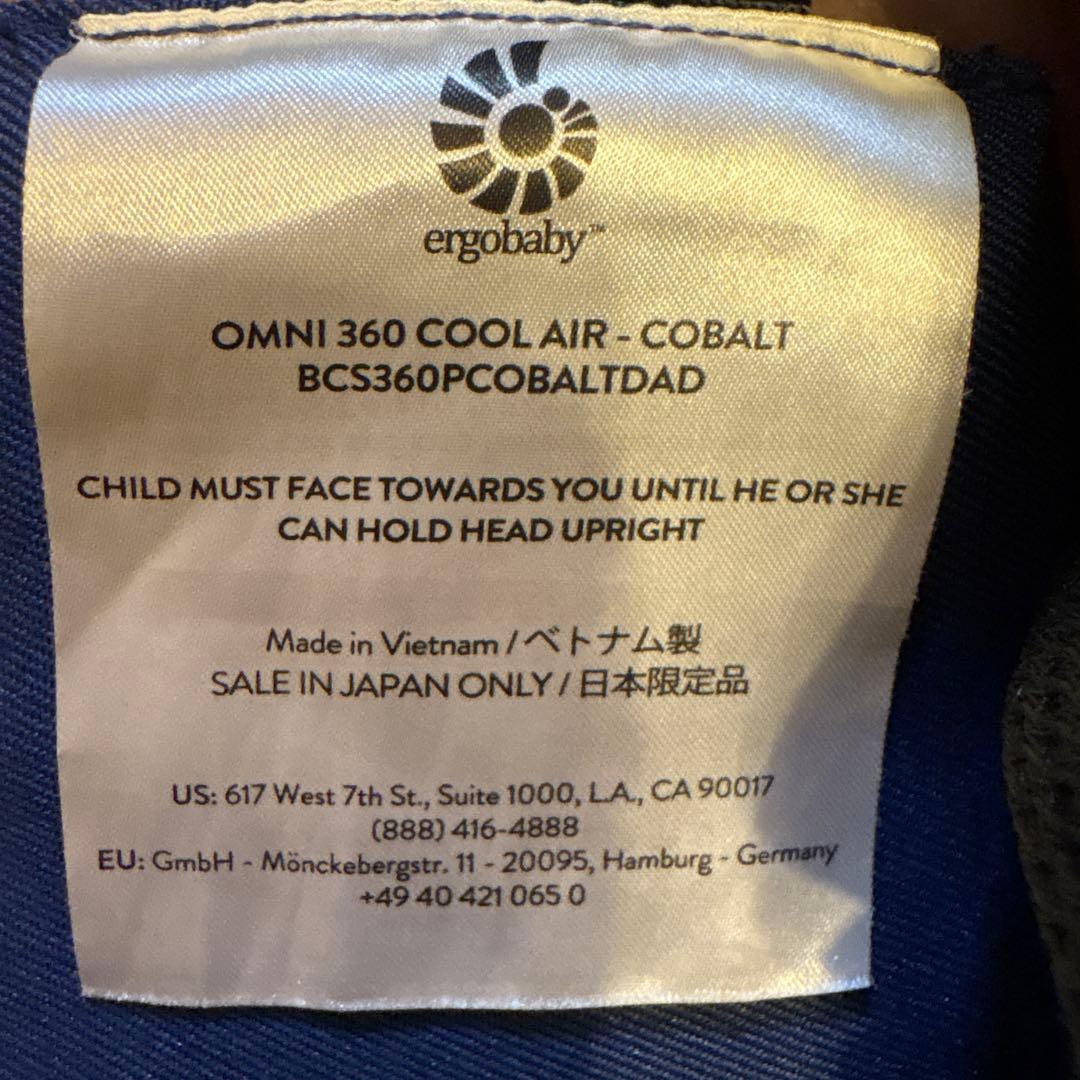 ergobaby™
OMNI 360 COOL AIR - COBALT
BCS360PCOBALTDAD
CHILD MUST FACE TOWARDS YOU UNTIL HE OR SHE
CAN HOLD HEAD UPRIGHT
Made in Vietnam / ベトナム製
SALE IN JAPAN ONLY / 日本限定品
US: 617 West 7th St., Suite 1000, L.A., CA 90017
(888) 416-4888
EU: GmbH - Mönckebergstr. 11 - 20095, Hamburg - Germany
+49 40 421 065 0